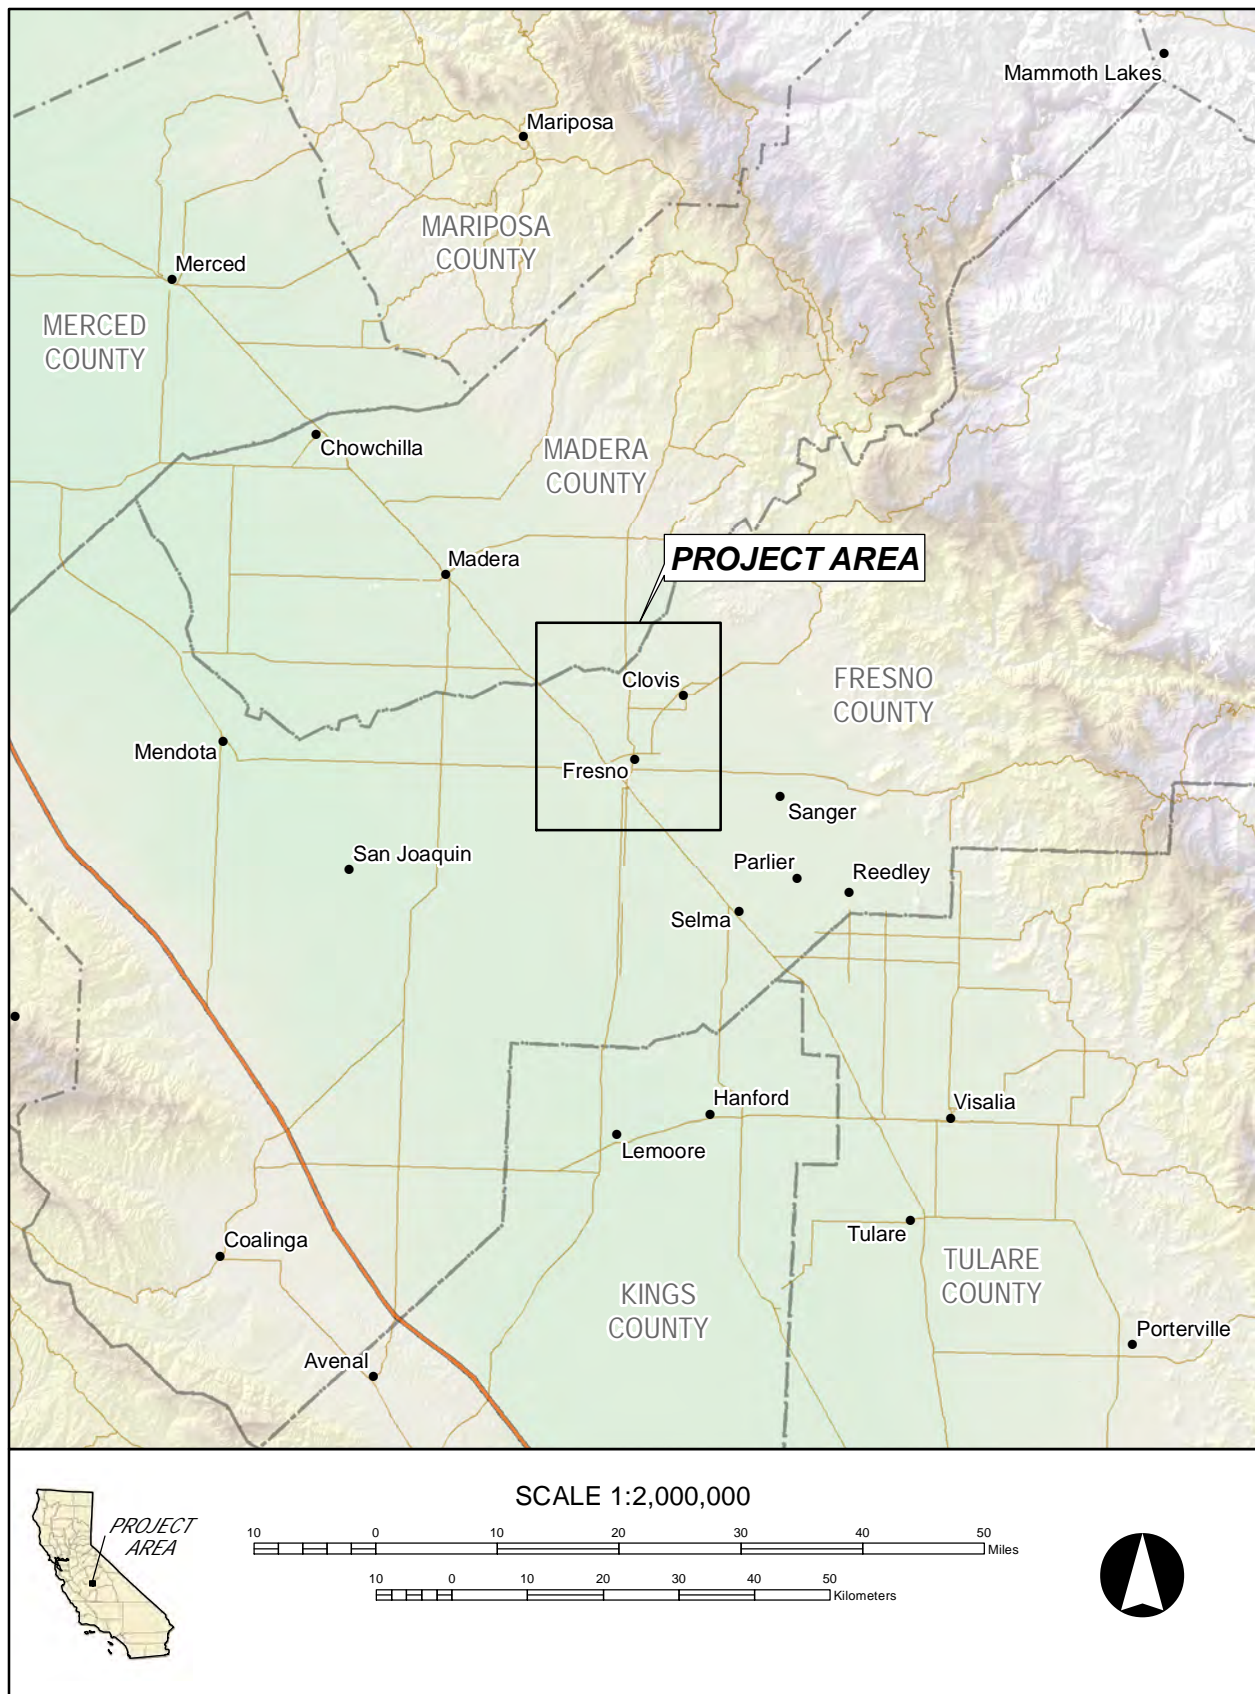 Mammoth Lakes
Mariposa
MARIPOSA
COUNTY
Merced
MERCED
COUNTY
Chowchilla
MADERA
COUNTY
Madera
PROJECT AREA
Clovis
FRESNO
COUNTY
Mendota
Fresno
Sanger
San Joaquin
Parlier
Reedley
Selma
Hanford
Visalia
Lemoore
Tulare
Coalinga
TULARE
COUNTY
KINGS
COUNTY
Porterville
Avenal
SCALE 1:2,000,000
PROJECT
AREA
10 0 10 20 30 40 50
Miles
10 0 10 20 30 40 50
Kilometers